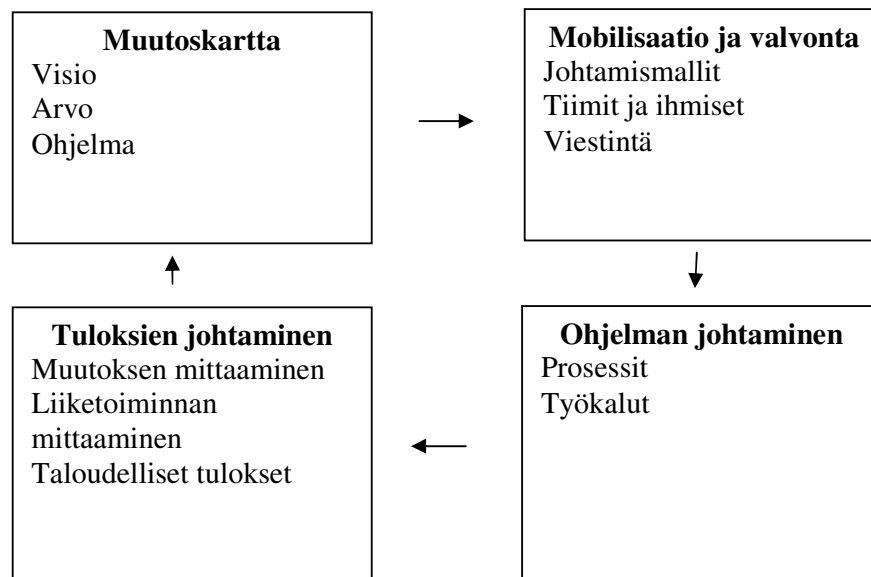 Muutoskartta
Visio
Arvo
Ohjelma
Mobilisaatio ja valvonta
Johtamismallit
Tiimit ja ihmiset
Viestintä
Tuloksien johtaminen
Muutoksen mittaaminen
Liiketoiminnan
mittaaminen
Taloudelliset tulokset
Ohjelman johtaminen
Prosessit
Työkalut